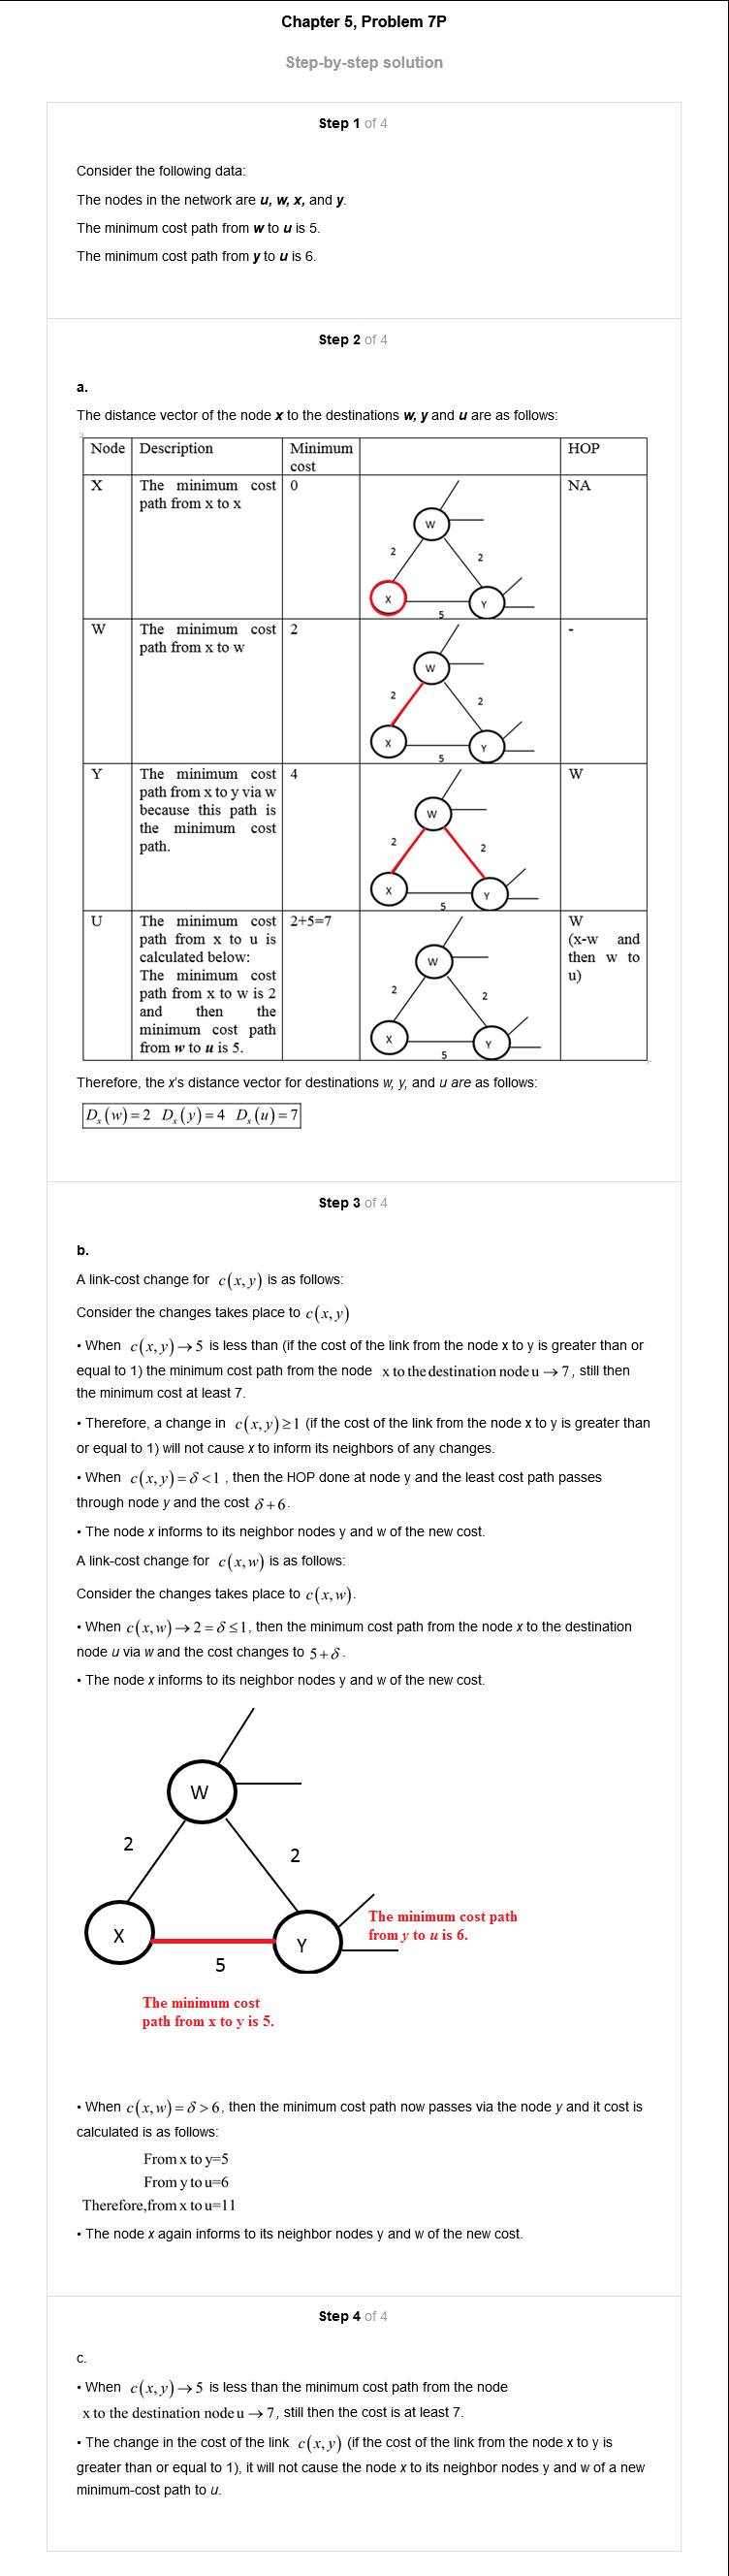 Chapter 5, Problem 7P
Step-by-step solution
Step 1 of 4
Consider the following data:
The nodes in the network are u, w, x, and y.
The minimum cost path from w to u is 5.
The minimum cost path from y to u is 6.
Step 2 of 4
a.
The distance vector of the node x to the destinations w, y and u are as follows:
Node Description Minimum cost HOP
X The minimum cost path from x to x 0 NA
W
2
2
X
Y
5
W The minimum cost path from x to w 2 -
W
2
2
X
Y
5
Y The minimum cost path from x to y via w because this path is the minimum cost path. 4 W
W
2
2
X
Y
5
U The minimum cost path from x to u is calculated below: The minimum cost path from x to w is 2 and then the minimum cost path from w to u is 5. 2+5=7 W (x-w and then w to u)
W
2
2
X
Y
5
Therefore, the x's distance vector for destinations w, y, and u are as follows:
Dₓ(w)=2 Dₓ(y)=4 Dₓ(u)=7
Step 3 of 4
b.
A link-cost change for c(x,y) is as follows:
Consider the changes takes place to c(x,y)
• When c(x,y)→5 is less than (if the cost of the link from the node x to y is greater than or
equal to 1) the minimum cost path from the node x to the destination node u → 7, still then
the minimum cost at least 7.
• Therefore, a change in c(x,y)≥1 (if the cost of the link from the node x to y is greater than
or equal to 1) will not cause x to inform its neighbors of any changes.
• When c(x,y)=δ<1, then the HOP done at node y and the least cost path passes
through node y and the cost δ+6.
• The node x informs to its neighbor nodes y and w of the new cost.
A link-cost change for c(x,w) is as follows:
Consider the changes takes place to c(x,w).
• When c(x,w)→2=δ≤1, then the minimum cost path from the node x to the destination
node u via w and the cost changes to 5+δ.
• The node x informs to its neighbor nodes y and w of the new cost.
W
2
2
X
Y
5
The minimum cost path
from y to u is 6.
The minimum cost
path from x to y is 5.
• When c(x,w)=δ>6, then the minimum cost path now passes via the node y and it cost is
calculated is as follows:
From x to y=5
From y to u=6
Therefore,from x to u=11
• The node x again informs to its neighbor nodes y and w of the new cost.
Step 4 of 4
c.
• When c(x,y)→5 is less than the minimum cost path from the node
x to the destination node u → 7, still then the cost is at least 7.
• The change in the cost of the link c(x,y) (if the cost of the link from the node x to y is
greater than or equal to 1), it will not cause the node x to its neighbor nodes y and w of a new
minimum-cost path to u.